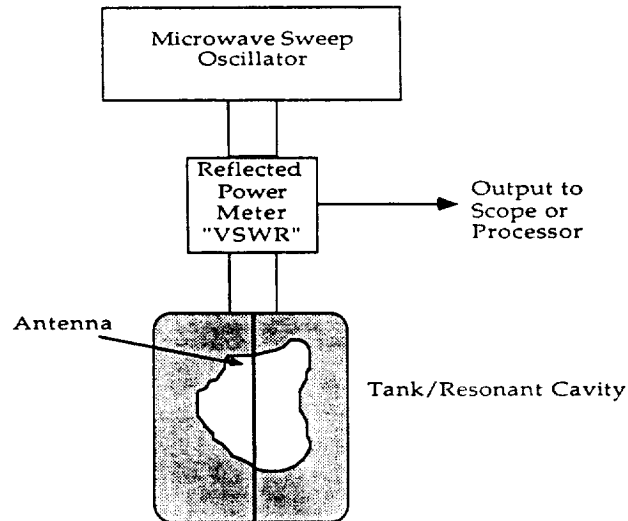 Microwave Sweep
Oscillator
Reflected
Power
Meter
"VSWR"
Output to
Scope or
Processor
Antenna
Tank/Resonant Cavity